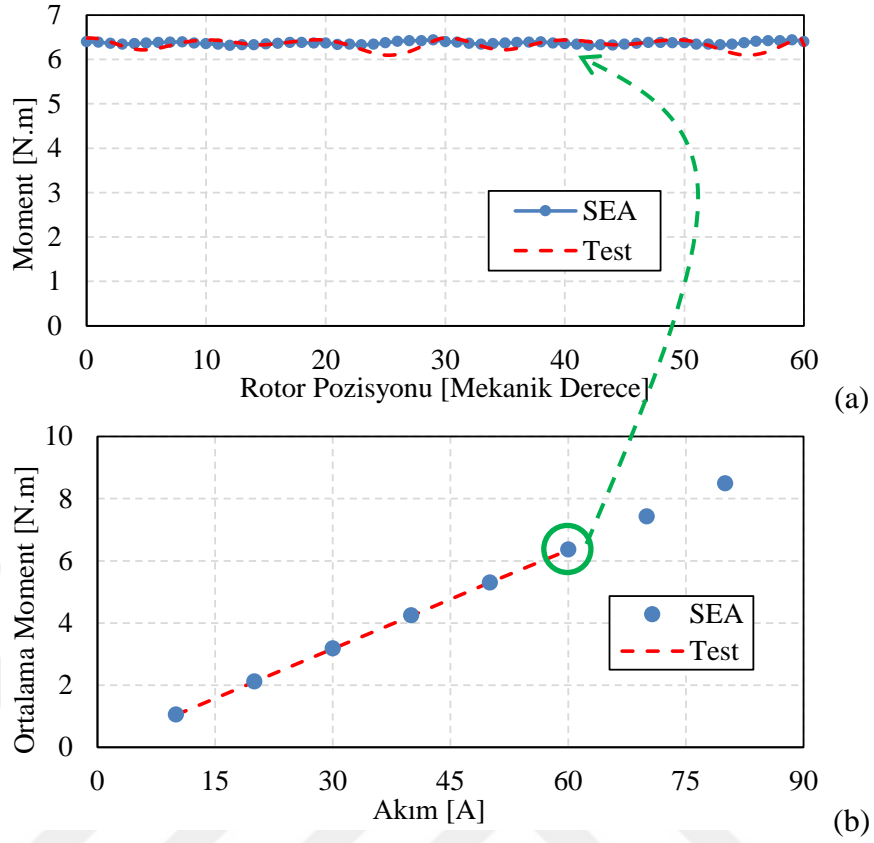 7
6
5
4
3
2
1
0
Moment [N.m]
SEA
Test
0 10 20 30 40 50 60
Rotor Pozisyonu [Mekanik Derece]
(a)
10
8
6
4
2
0
Ortalama Moment [N.m]
SEA
Test
0 15 30 45 60 75 90
Akım [A]
(b)